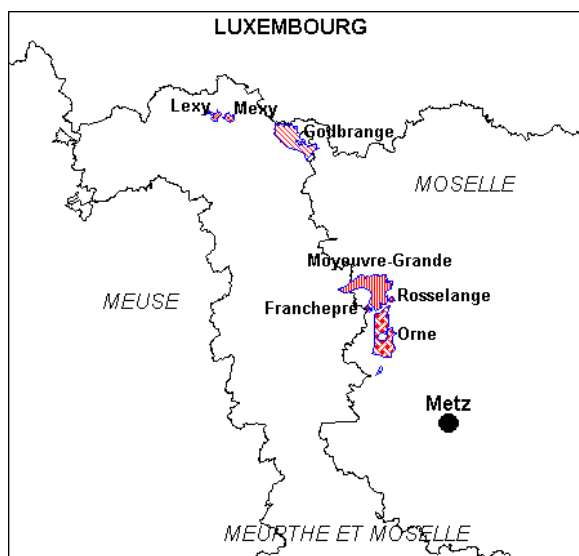 LUXEMBOURG
Lexy
Mexy
Godbrange
MOSELLE
Moyeuvre-Grande
MEUSE
Franchepré
Rosselange
Orne
Metz
MEURTHE ET MOSELLE